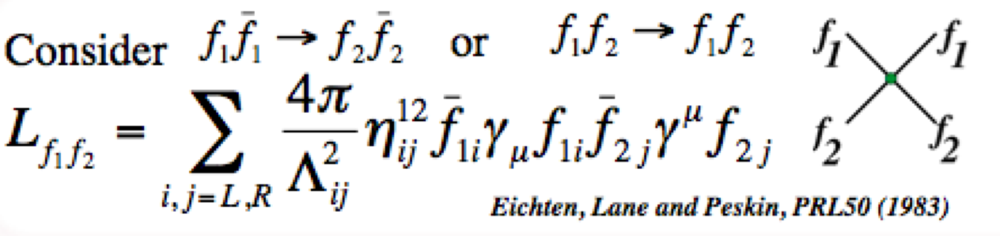 Consider f₁f̄₁ → f₂f̄₂ or f₁f₂ → f₁f₂
L_{f₁f₂} = ∑_{i,j=L,R} 4π/Λ²_{ij} η^{12}_{ij} f̄_{1i} γ_μ f_{1i} f̄_{2j} γ^μ f_{2j}
f₁ f₁
f₂ f₂
Eichten, Lane and Peskin, PRL50 (1983)